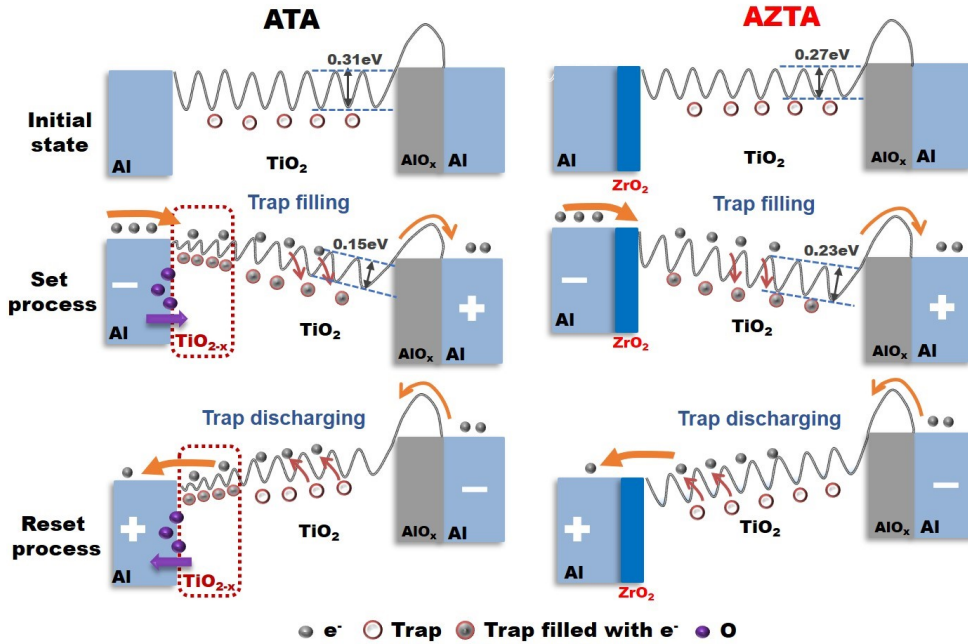 ATA
AZTA
Initial
state
0.31eV
Al
TiO₂
AlOₓ
Al
0.27eV
Al
ZrO₂
TiO₂
AlOₓ
Al
Set
process
Trap filling
0.15eV
−
Al
TiO₂₋ₓ
TiO₂
AlOₓ
+
Al
Trap filling
0.23eV
−
Al
ZrO₂
TiO₂
AlOₓ
+
Al
Reset
process
Trap discharging
+
Al
TiO₂₋ₓ
TiO₂
AlOₓ
−
Al
Trap discharging
+
Al
ZrO₂
TiO₂
AlOₓ
−
Al
e⁻ Trap Trap filled with e⁻ O